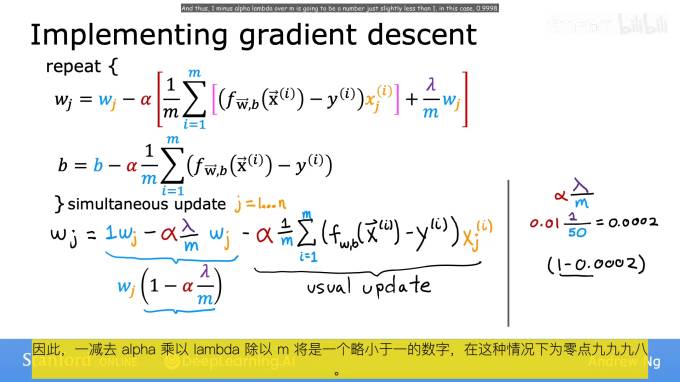 And thus, 1 minus alpha lambda over m is going to be a number just slightly less than 1, in this case, 0.9998.
bilibili
Implementing gradient descent
repeat {
w_j = w_j − α [ 1/m ∑_{i=1}^{m} [ (f_{w⃗,b}(x⃗^{(i)}) − y^{(i)}) x_j^{(i)} ] + λ/m w_j ]
b = b − α 1/m ∑_{i=1}^{m} (f_{w⃗,b}(x⃗^{(i)}) − y^{(i)})
} simultaneous update j=1...n
w_j = 1w_j − α λ/m w_j − α 1/m ∑_{i=1}^{m} (f_{w⃗,b}(x⃗^{(i)}) − y^{(i)}) x_j^{(i)}
w_j (1 − α λ/m)
usual update
α λ/m
0.01 1/50 = 0.0002
(1−0.0002)
因此，一减去 alpha 乘以 lambda 除以 m 将是一个略小于一的数字，在这种情况下为零点九九九八
。
Stanford ONLINE DeepLearning.AI Andrew Ng